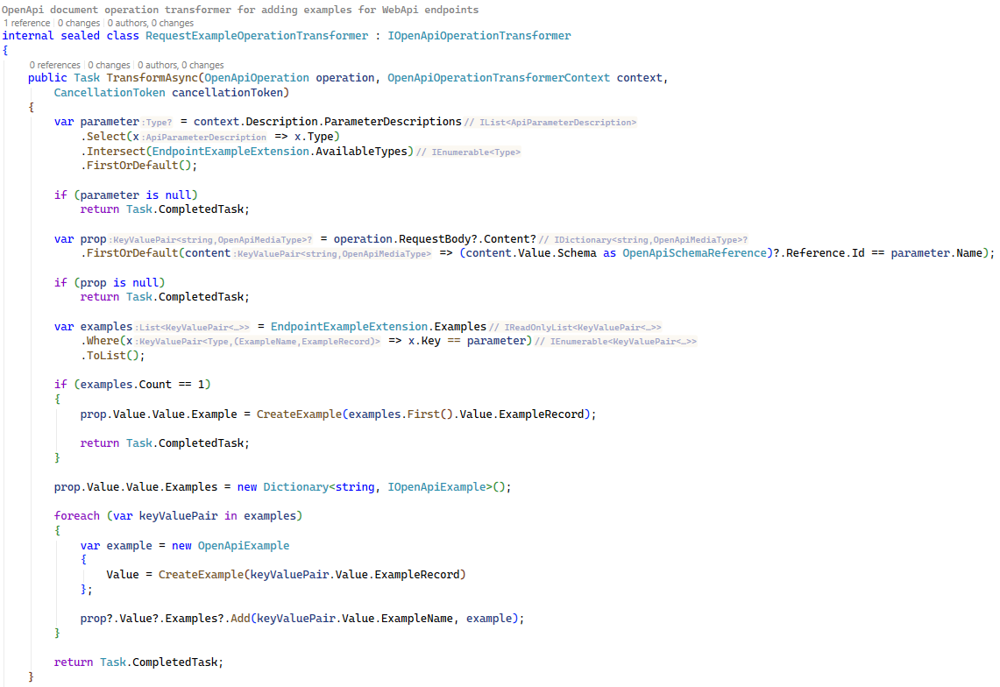 OpenApi document operation transformer for adding examples for WebApi endpoints
1 reference | 0 changes | 0 authors, 0 changes
internal sealed class RequestExampleOperationTransformer : IOpenApiOperationTransformer
{
0 references | 0 changes | 0 authors, 0 changes
public Task TransformAsync(OpenApiOperation operation, OpenApiOperationTransformerContext context,
CancellationToken cancellationToken)
{
var parameter :Type? = context.Description.ParameterDescriptions // IList<ApiParameterDescription>
.Select(x :ApiParameterDescription => x.Type)
.Intersect(EndpointExampleExtension.AvailableTypes) // IEnumerable<Type>
.FirstOrDefault();
if (parameter is null)
return Task.CompletedTask;
var prop :KeyValuePair<string,OpenApiMediaType>? = operation.RequestBody?.Content? // IDictionary<string,OpenApiMediaType>?
.FirstOrDefault(content :KeyValuePair<string,OpenApiMediaType> => (content.Value.Schema as OpenApiSchemaReference)?.Reference.Id == parameter.Name);
if (prop is null)
return Task.CompletedTask;
var examples :List<KeyValuePair<…>> = EndpointExampleExtension.Examples // IReadOnlyList<KeyValuePair<…>>
.Where(x :KeyValuePair<Type,(ExampleName,ExampleRecord)> => x.Key == parameter) // IEnumerable<KeyValuePair<…>>
.ToList();
if (examples.Count == 1)
{
prop.Value.Value.Example = CreateExample(examples.First().Value.ExampleRecord);
return Task.CompletedTask;
}
prop.Value.Value.Examples = new Dictionary<string, IOpenApiExample>();
foreach (var keyValuePair in examples)
{
var example = new OpenApiExample
{
Value = CreateExample(keyValuePair.Value.ExampleRecord)
};
prop?.Value?.Examples?.Add(keyValuePair.Value.ExampleName, example);
}
return Task.CompletedTask;
}